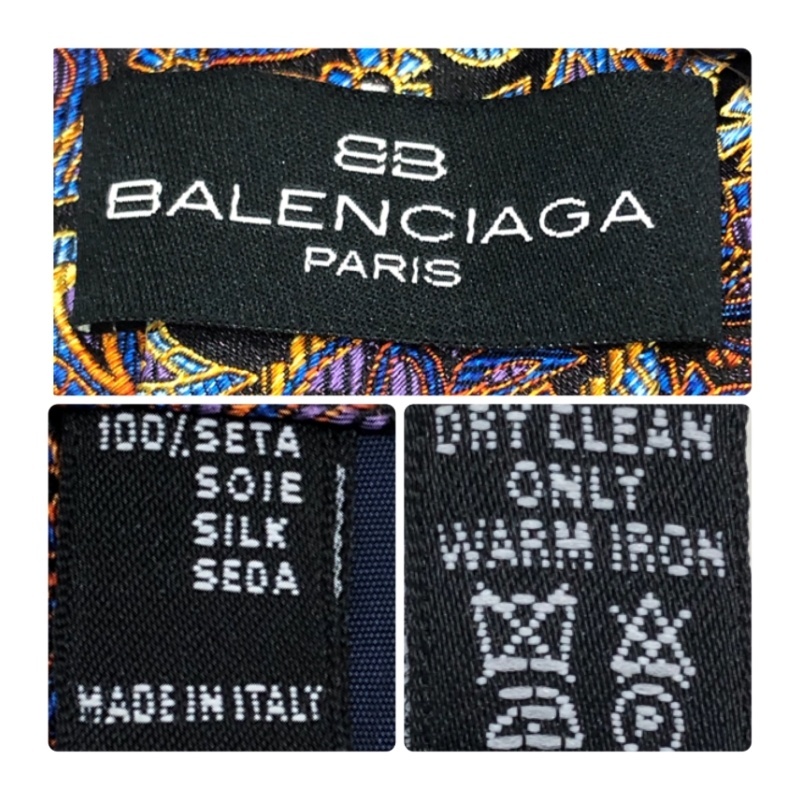 BB
BALENCIAGA
PARIS
100% SETA
SOIE
SILK
SEDA
MADE IN ITALY
DRY CLEAN
ONLY
WARM IRON
P